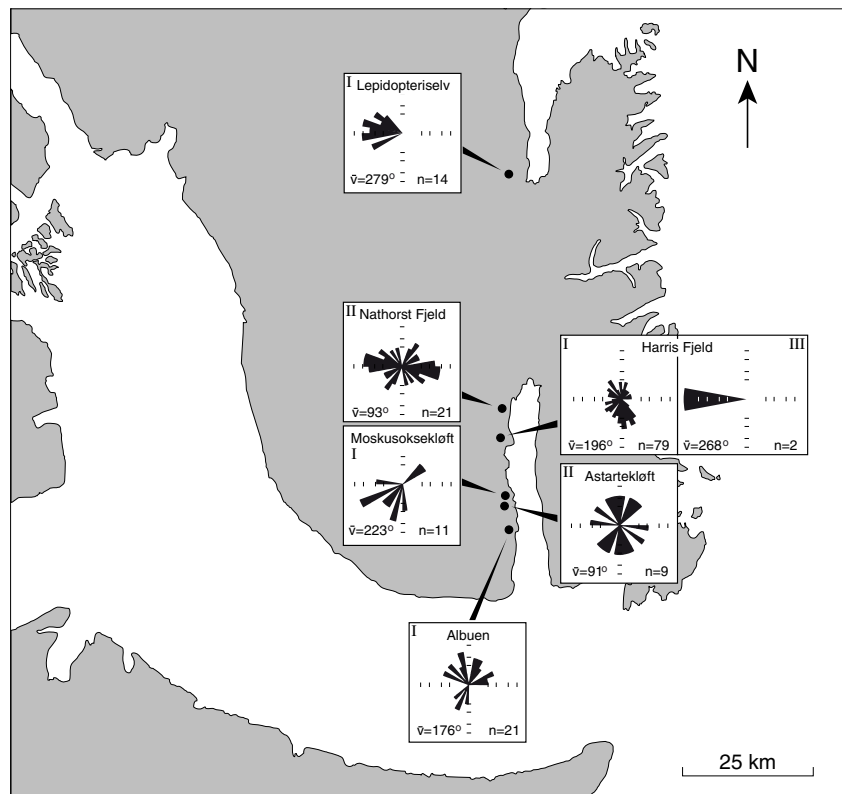 N
I Lepidopteriselv
v̄=279° n=14
II Nathorst Fjeld
v̄=93° n=21
I Harris Fjeld III
v̄=196° n=79 v̄=268° n=2
Moskusoksekløft
I
v̄=223° n=11
II Astartekløft
v̄=91° n=9
I Albuen
v̄=176° n=21
25 km